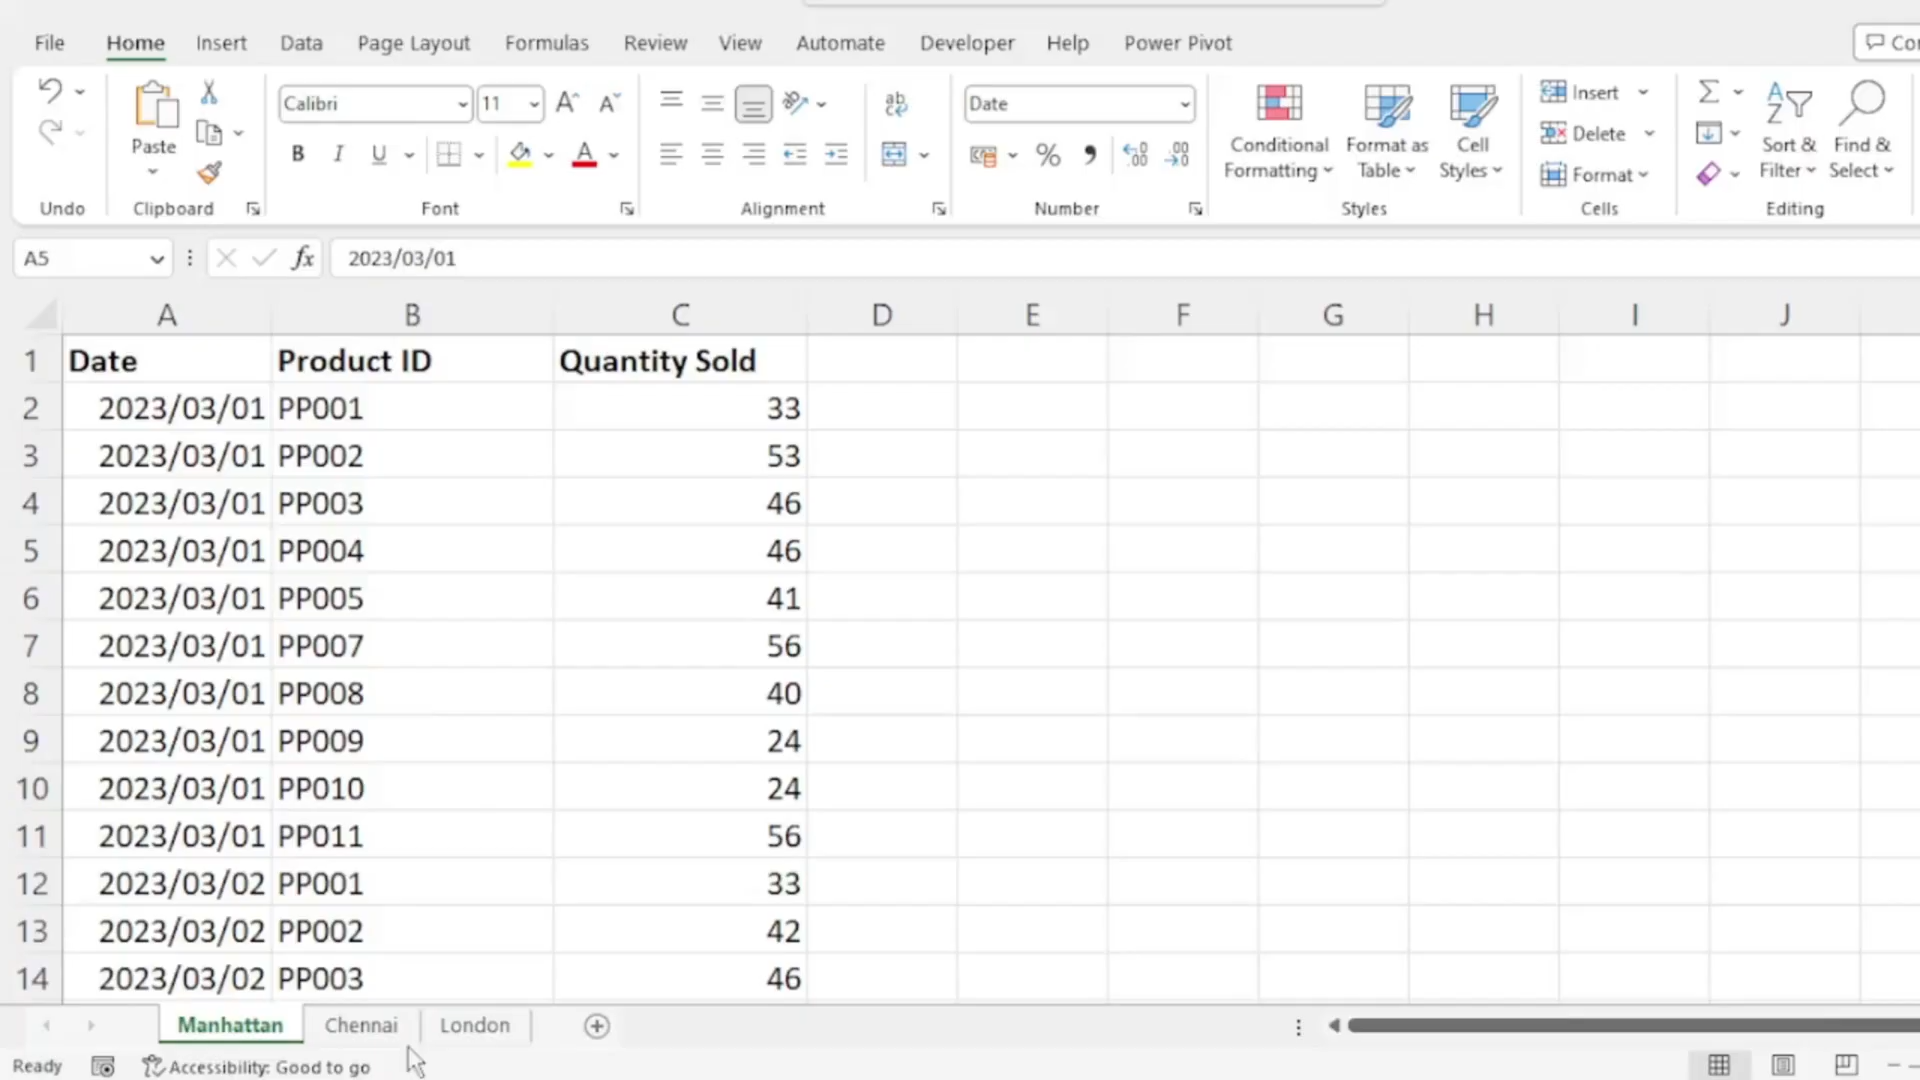 File Home Insert Data Page Layout Formulas Review View Automate Developer Help Power Pivot
Paste
Calibri 11
B I U A
ab
Date
%
Conditional Formatting
Format as Table
Cell Styles
Insert
Delete
Format
Sort & Filter
Find & Select
Undo Clipboard Font Alignment Number Styles Cells Editing
A5 fx 2023/03/01
A B C D E F G H I J
1 Date Product ID Quantity Sold
2 2023/03/01 PP001 33
3 2023/03/01 PP002 53
4 2023/03/01 PP003 46
5 2023/03/01 PP004 46
6 2023/03/01 PP005 41
7 2023/03/01 PP007 56
8 2023/03/01 PP008 40
9 2023/03/01 PP009 24
10 2023/03/01 PP010 24
11 2023/03/01 PP011 56
12 2023/03/02 PP001 33
13 2023/03/02 PP002 42
14 2023/03/02 PP003 46
Manhattan Chennai London
Ready Accessibility: Good to go